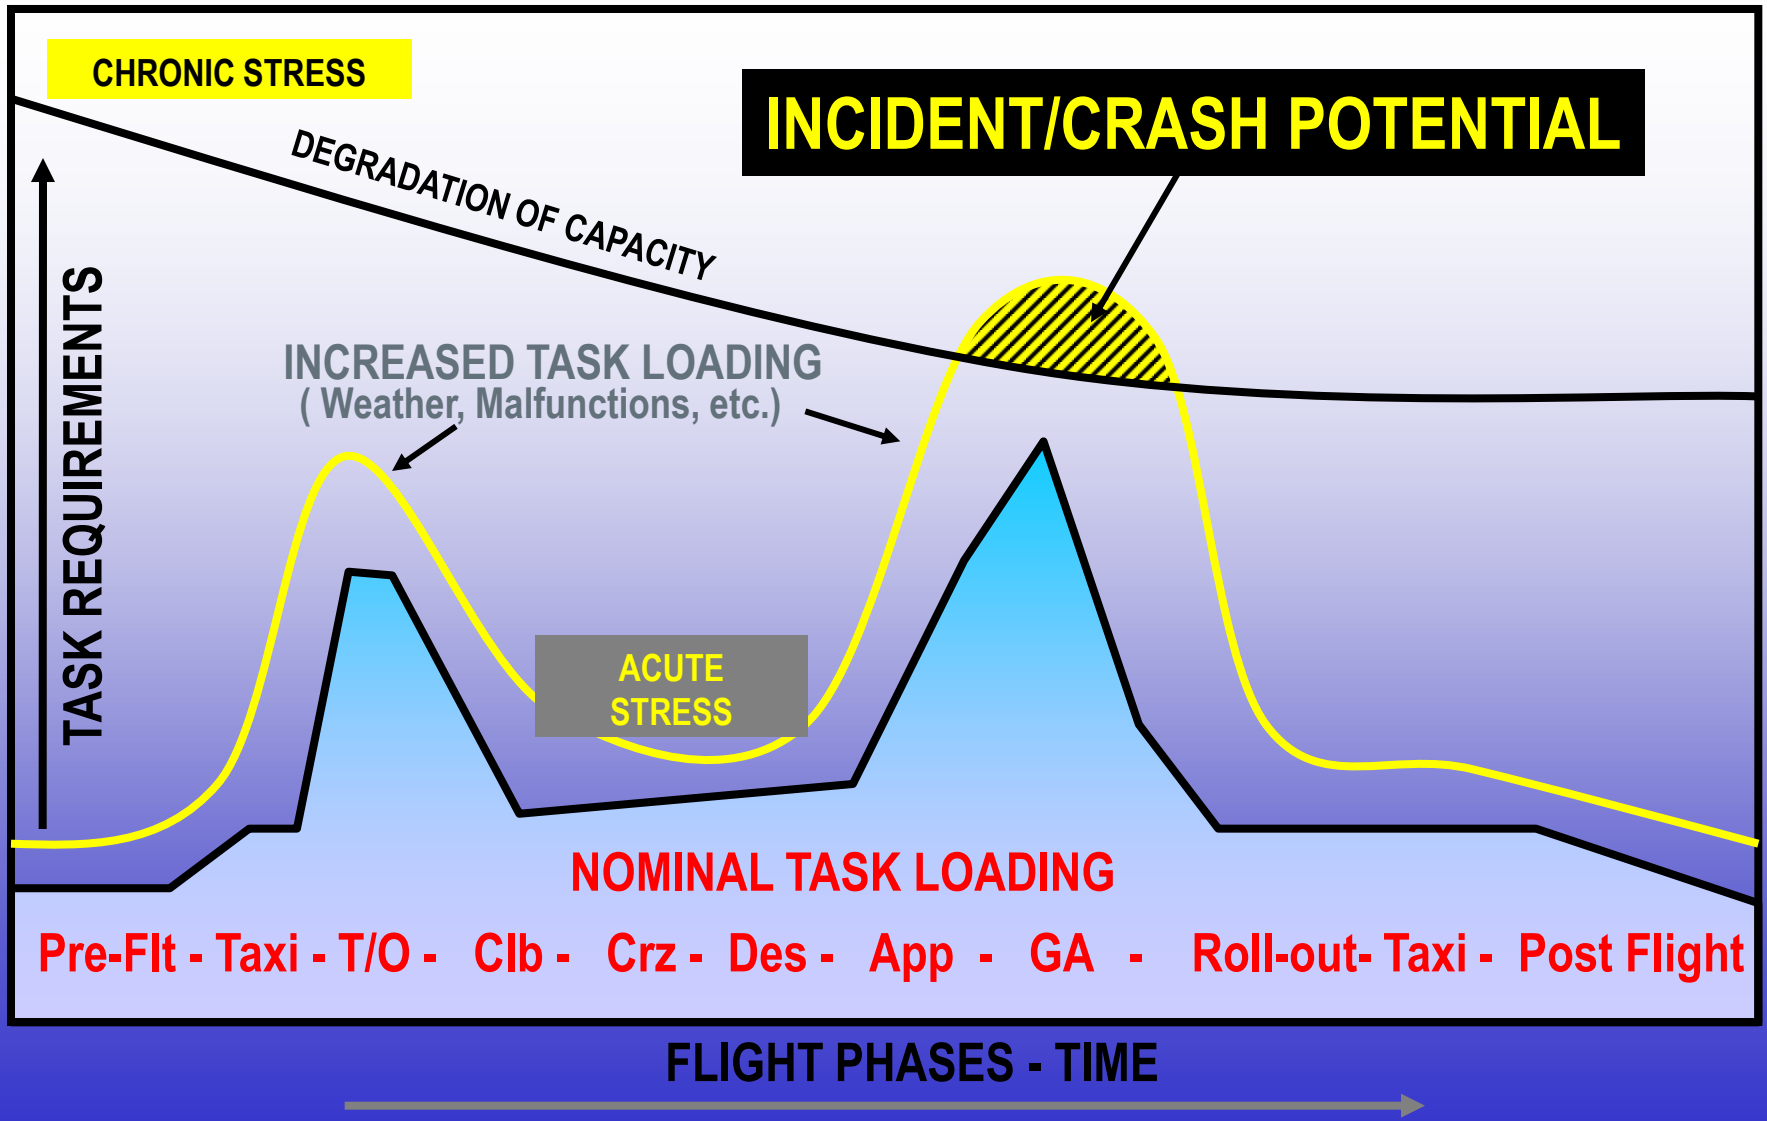 CHRONIC STRESS
INCIDENT/CRASH POTENTIAL
DEGRADATION OF CAPACITY
TASK REQUIREMENTS
INCREASED TASK LOADING
( Weather, Malfunctions, etc.)
ACUTE
STRESS
NOMINAL TASK LOADING
Pre-Flt - Taxi - T/O - Clb - Crz - Des - App - GA - Roll-out- Taxi - Post Flight
FLIGHT PHASES - TIME